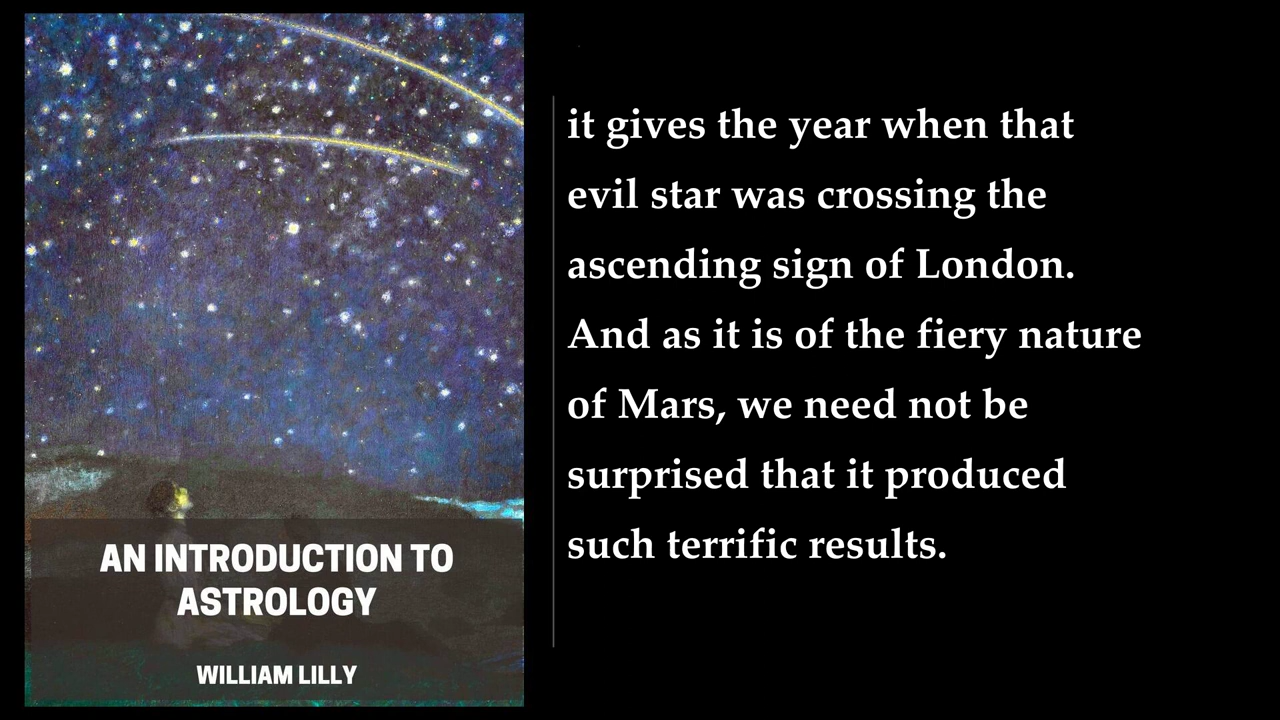 AN INTRODUCTION TO
ASTROLOGY
WILLIAM LILLY
it gives the year when that
evil star was crossing the
ascending sign of London.
And as it is of the fiery nature
of Mars, we need not be
surprised that it produced
such terrific results.